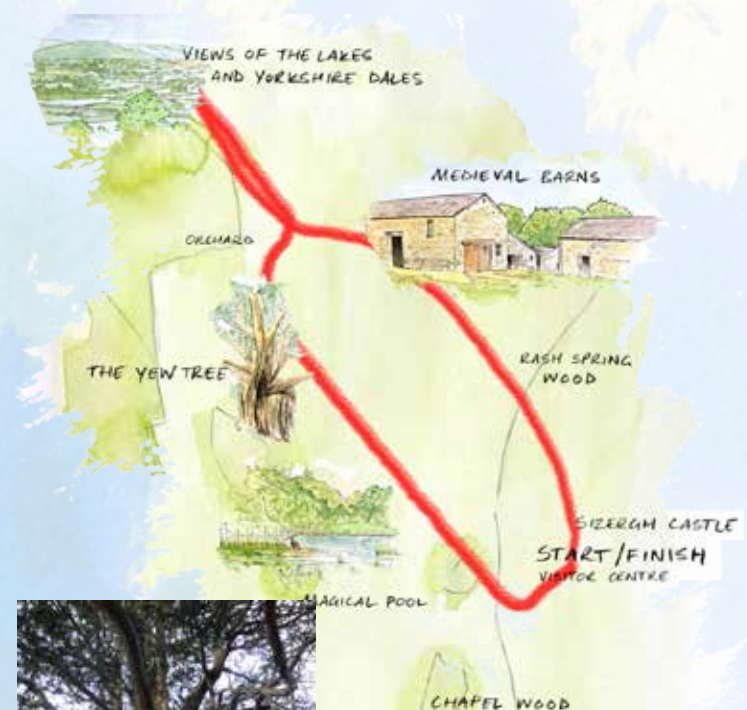 VIEWS OF THE LAKES
AND YORKSHIRE DALES
MEDIEVAL BARNS
ORCHARD
THE YEW TREE
RASH SPRING
WOOD
SIZERGH CASTLE
START/FINISH
VISITOR CENTRE
MAGICAL POOL
CHAPEL WOOD